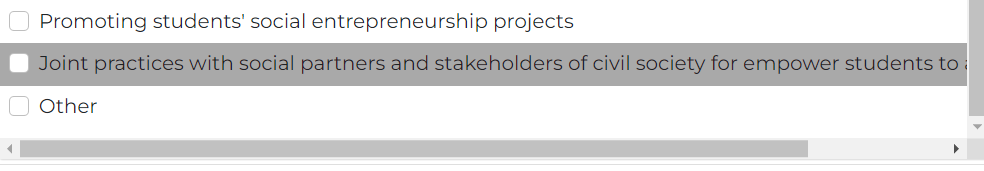 Promoting students' social entrepreneurship projects
Joint practices with social partners and stakeholders of civil society for empower students to
Other